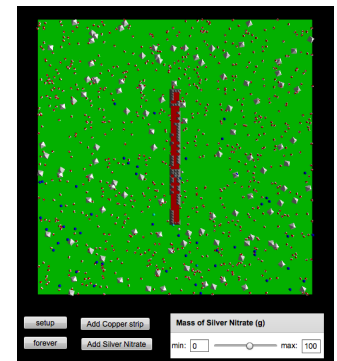 setup
Add Copper strip
Mass of Silver Nitrate (g)
forever
Add Silver Nitrate
min: 0 max: 100